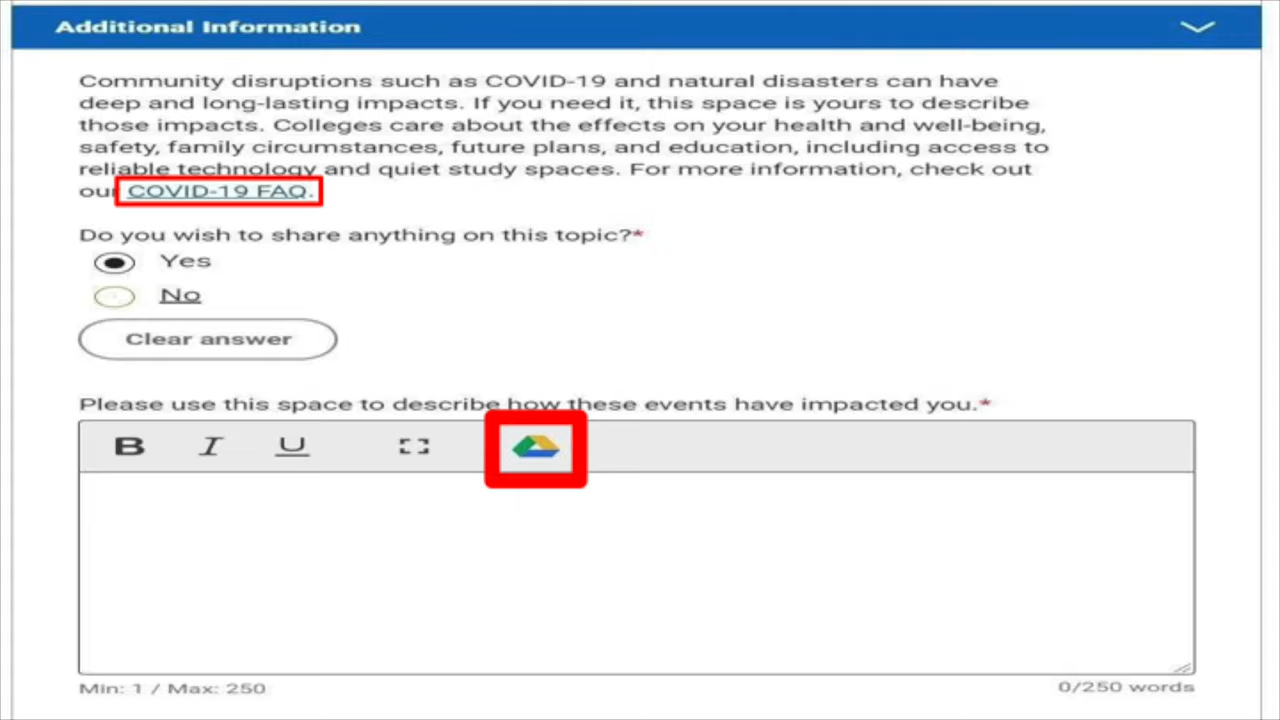 Additional Information
Community disruptions such as COVID-19 and natural disasters can have
deep and long-lasting impacts. If you need it, this space is yours to describe
those impacts. Colleges care about the effects on your health and well-being,
safety, family circumstances, future plans, and education, including access to
reliable technology and quiet study spaces. For more information, check out
our COVID-19 FAQ.
Do you wish to share anything on this topic?*
Yes
No
Clear answer
Please use this space to describe how these events have impacted you.*
B I U
Min: 1 / Max: 250 0/250 words